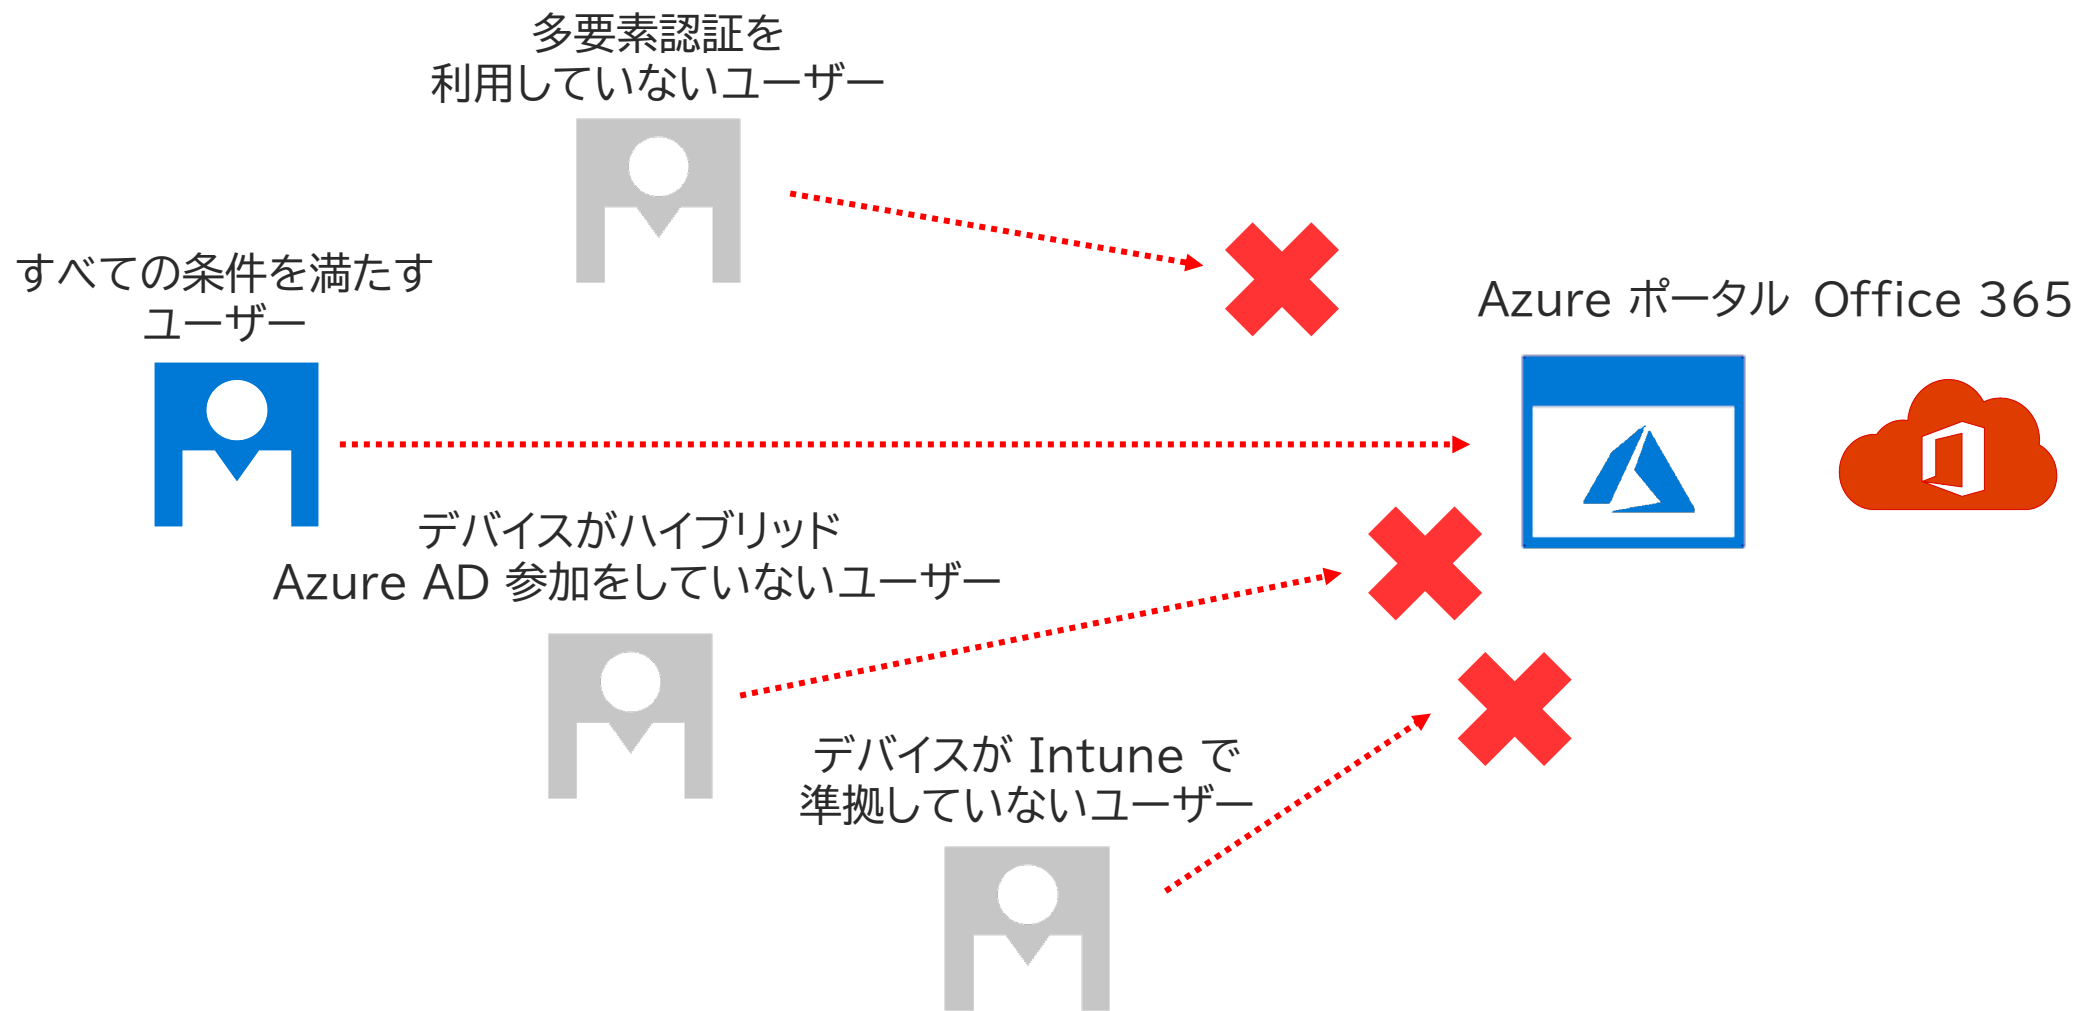 多要素認証を
利用していないユーザー
すべての条件を満たす
ユーザー
Azure ポータル Office 365
デバイスがハイブリッド
Azure AD 参加をしていないユーザー
デバイスが Intune で
準拠していないユーザー